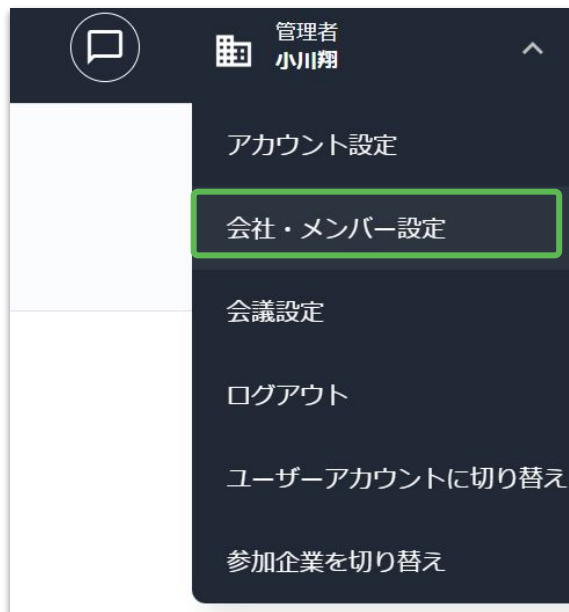 管理者
小川翔
アカウント設定
会社・メンバー設定
会議設定
ログアウト
ユーザーアカウントに切り替え
参加企業を切り替え